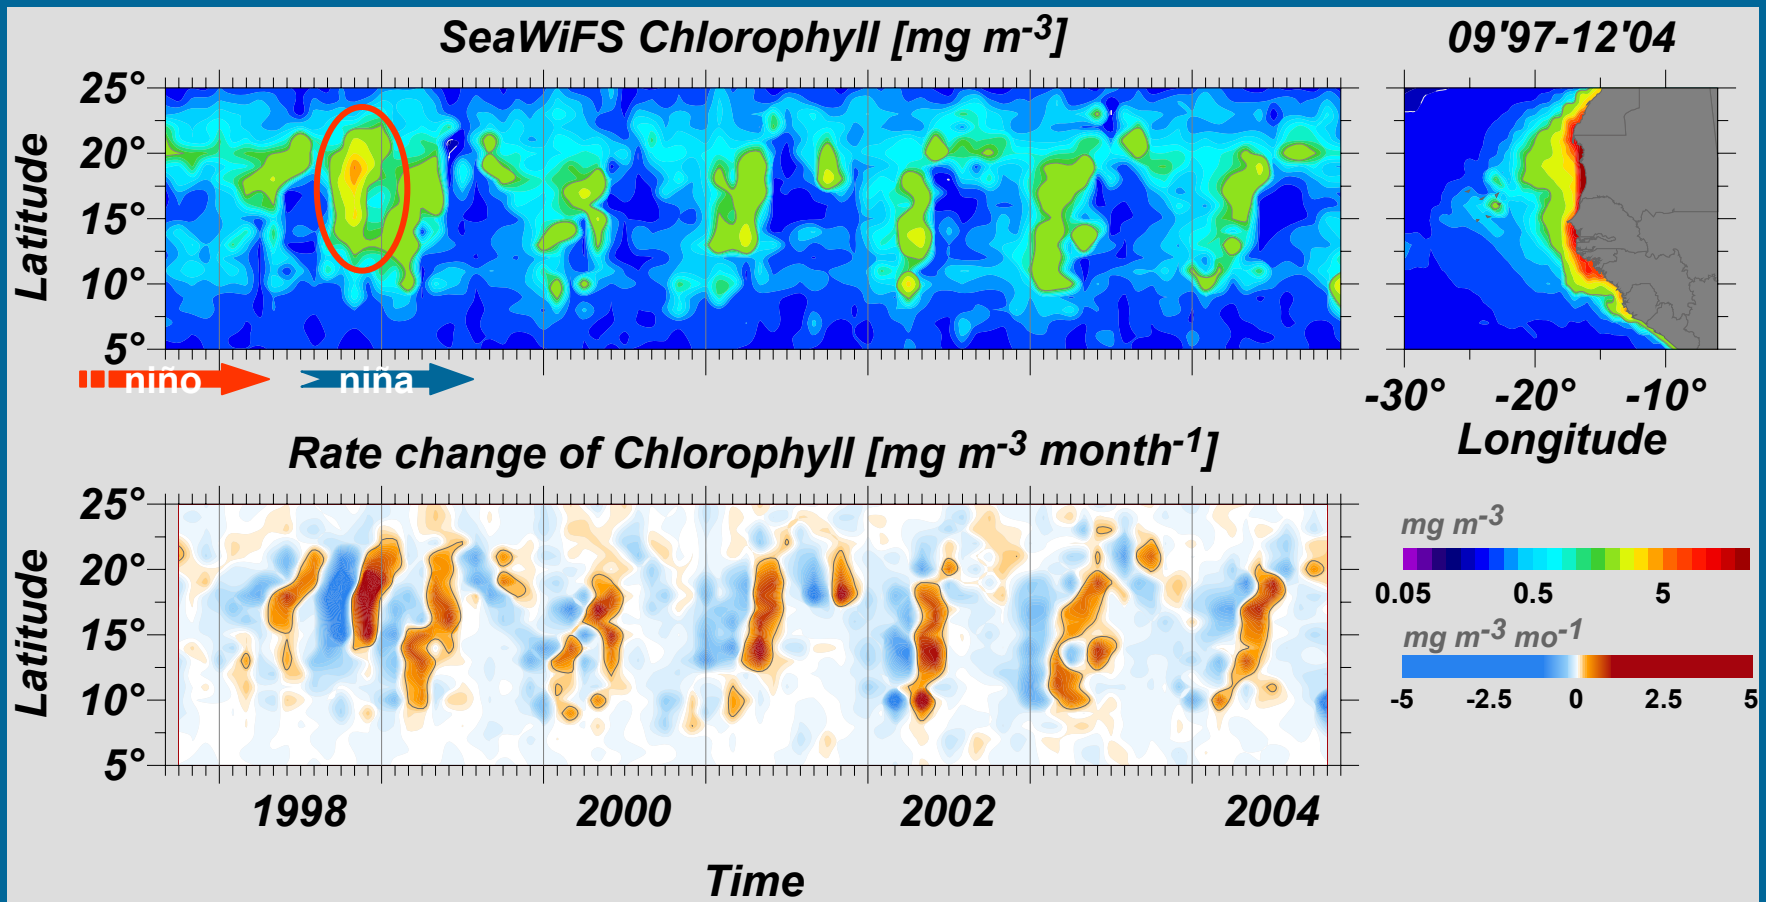 SeaWiFS Chlorophyll [mg m-3]
09'97-12'04
25°
20°
15°
10°
5°
Latitude
niño
niña
-30° -20° -10°
Longitude
Rate change of Chlorophyll [mg m-3 month-1]
25°
20°
15°
10°
5°
Latitude
1998 2000 2002 2004
Time
mg m-3
0.05 0.5 5
mg m-3 mo-1
-5 -2.5 0 2.5 5